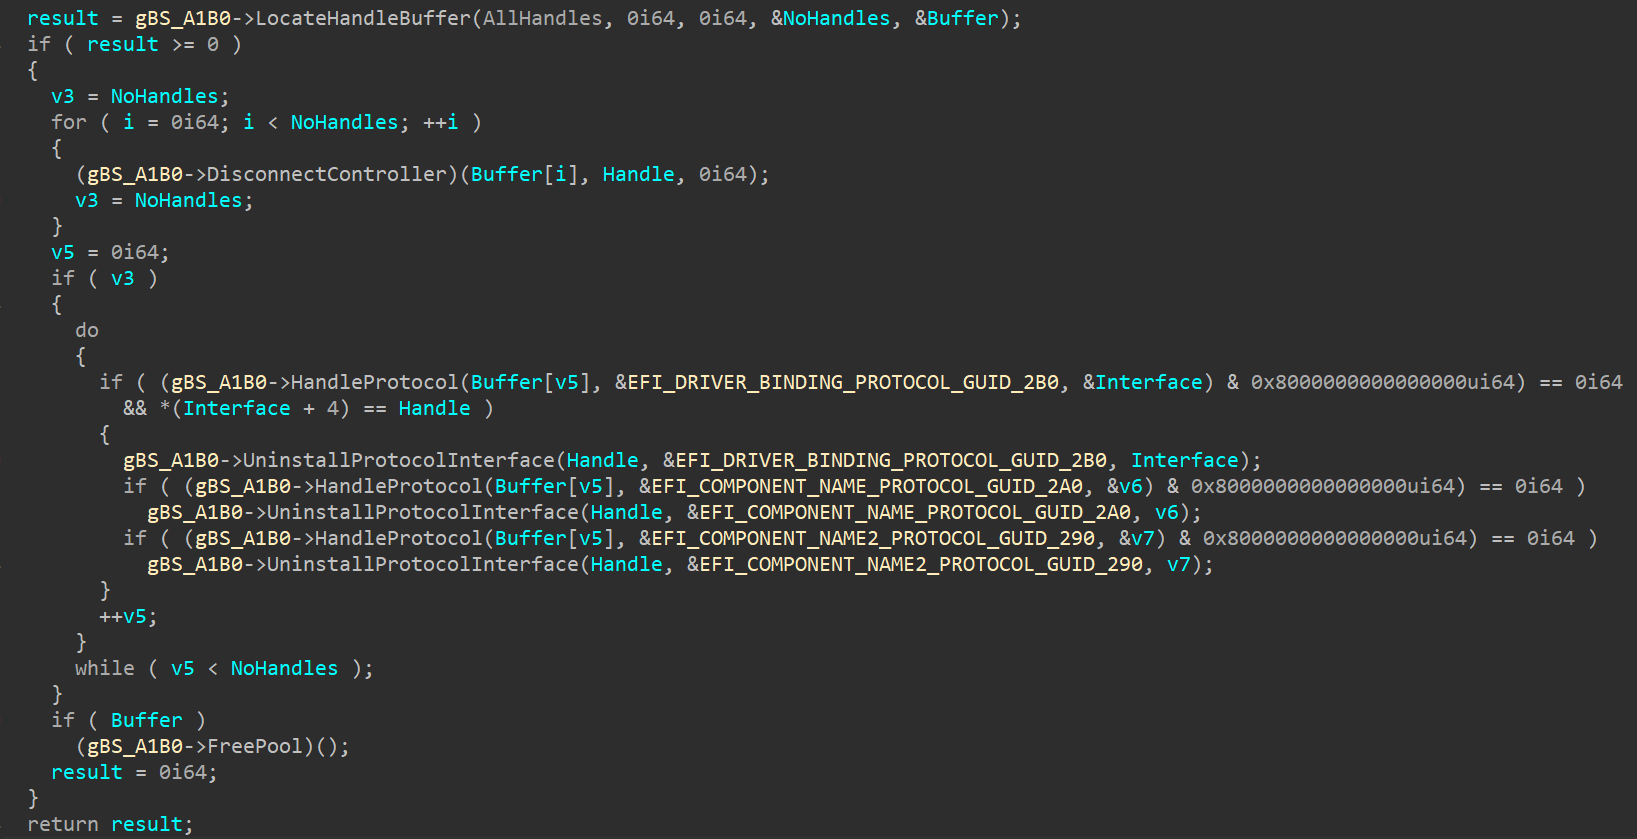 result = gBS_A1B0->LocateHandleBuffer(AllHandles, 0i64, 0i64, &NoHandles, &Buffer);
if ( result >= 0 )
{
  v3 = NoHandles;
  for ( i = 0i64; i < NoHandles; ++i )
  {
    (gBS_A1B0->DisconnectController)(Buffer[i], Handle, 0i64);
    v3 = NoHandles;
  }
  v5 = 0i64;
  if ( v3 )
  {
    do
    {
      if ( (gBS_A1B0->HandleProtocol(Buffer[v5], &EFI_DRIVER_BINDING_PROTOCOL_GUID_2B0, &Interface) & 0x8000000000000000ui64) == 0i64
        && *(Interface + 4) == Handle )
      {
        gBS_A1B0->UninstallProtocolInterface(Handle, &EFI_DRIVER_BINDING_PROTOCOL_GUID_2B0, Interface);
        if ( (gBS_A1B0->HandleProtocol(Buffer[v5], &EFI_COMPONENT_NAME_PROTOCOL_GUID_2A0, &v6) & 0x8000000000000000ui64) == 0i64 )
          gBS_A1B0->UninstallProtocolInterface(Handle, &EFI_COMPONENT_NAME_PROTOCOL_GUID_2A0, v6);
        if ( (gBS_A1B0->HandleProtocol(Buffer[v5], &EFI_COMPONENT_NAME2_PROTOCOL_GUID_290, &v7) & 0x8000000000000000ui64) == 0i64 )
          gBS_A1B0->UninstallProtocolInterface(Handle, &EFI_COMPONENT_NAME2_PROTOCOL_GUID_290, v7);
      }
      ++v5;
    }
    while ( v5 < NoHandles );
  }
  if ( Buffer )
    (gBS_A1B0->FreePool)();
  result = 0i64;
}
return result;